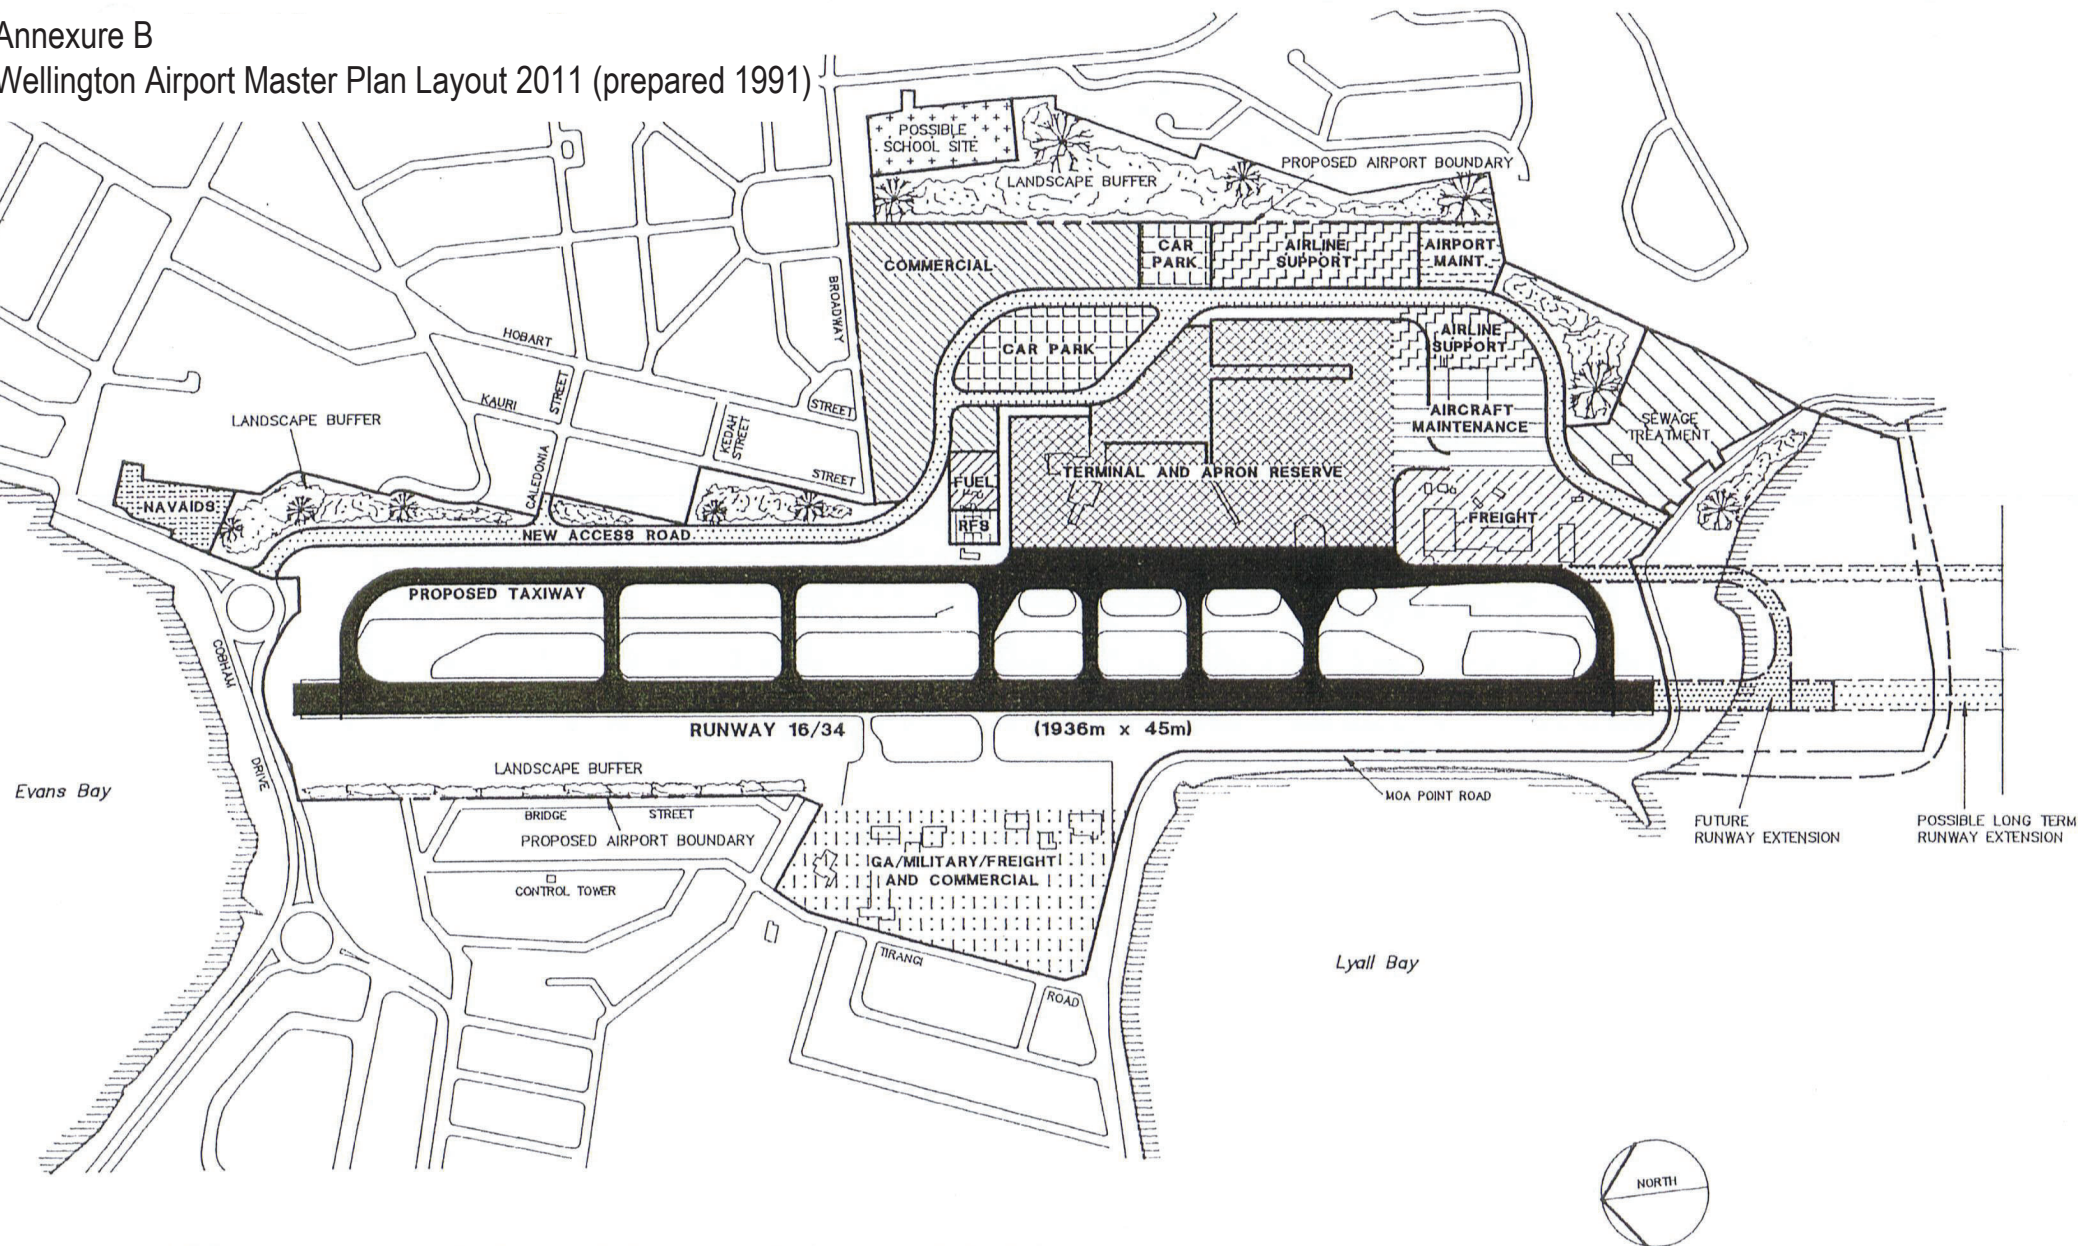 Annexure B
Wellington Airport Master Plan Layout 2011 (prepared 1991)
POSSIBLE
SCHOOL SITE
LANDSCAPE BUFFER
PROPOSED AIRPORT BOUNDARY
COMMERCIAL
CAR
PARK
AIRLINE
SUPPORT
AIRPORT
MAINT.
BROADWAY
HOBART
STREET
CAR PARK
AIRLINE
SUPPORT
KAURI
STREET
KEDAH
STREET
STREET
CALEDONIA
LANDSCAPE BUFFER
AIRCRAFT
MAINTENANCE
SEWAGE
TREATMENT
NAVAIDS
FUEL
RFS
TERMINAL AND APRON RESERVE
FREIGHT
NEW ACCESS ROAD
PROPOSED TAXIWAY
COBHAM
DRIVE
RUNWAY 16/34
(1936m x 45m)
Evans Bay
LANDSCAPE BUFFER
BRIDGE
STREET
PROPOSED AIRPORT BOUNDARY
CONTROL TOWER
MOA POINT ROAD
FUTURE
RUNWAY EXTENSION
POSSIBLE LONG TERM
RUNWAY EXTENSION
GA/MILITARY/FREIGHT
AND COMMERCIAL
TIRANGI
ROAD
Lyall Bay
NORTH